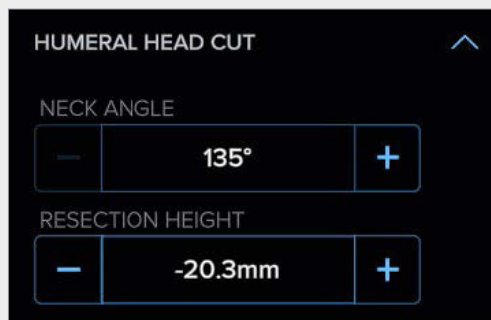 HUMERAL HEAD CUT
NECK ANGLE
− 135° +
RESECTION HEIGHT
− -20.3mm +